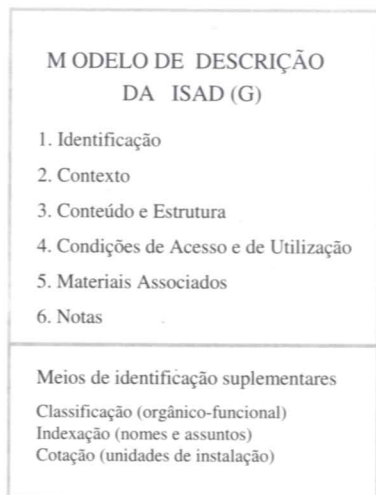 M ODELO DE DESCRIÇÃO
DA ISAD (G)
1. Identificação
2. Contexto
3. Conteúdo e Estrutura
4. Condições de Acesso e de Utilização
5. Materiais Associados
6. Notas
Meios de identificação suplementares
Classificação (orgânico-funcional)
Indexação (nomes e assuntos)
Cotação (unidades de instalação)